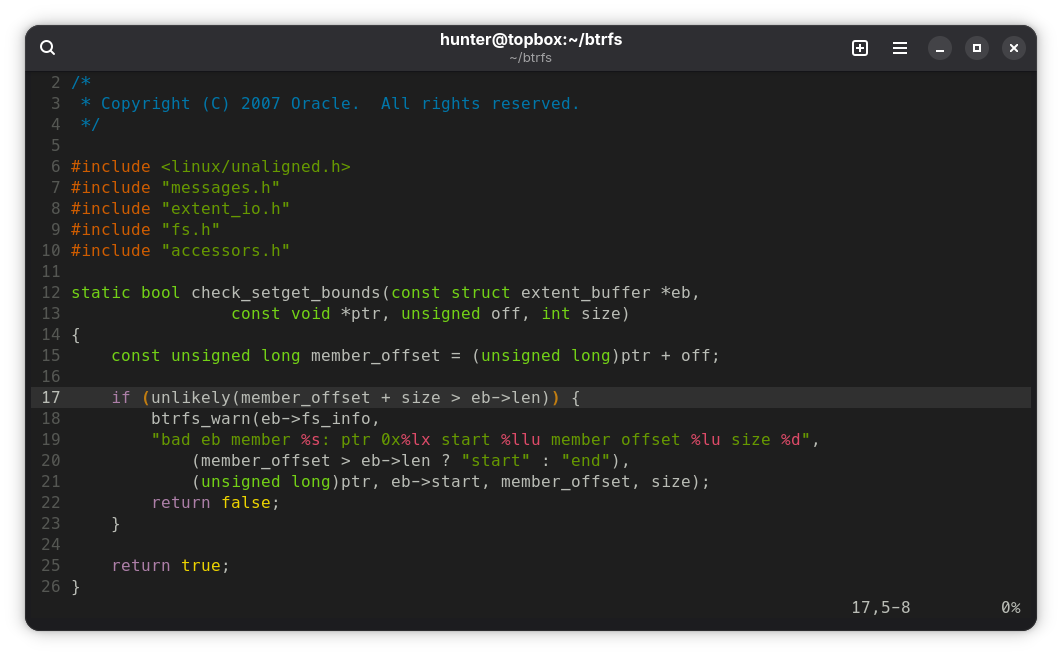 hunter@topbox:~/btrfs
~/btrfs
2 /*
3  * Copyright (C) 2007 Oracle.  All rights reserved.
4  */
5
6 #include <linux/unaligned.h>
7 #include "messages.h"
8 #include "extent_io.h"
9 #include "fs.h"
10 #include "accessors.h"
11
12 static bool check_setget_bounds(const struct extent_buffer *eb,
13                 const void *ptr, unsigned off, int size)
14 {
15     const unsigned long member_offset = (unsigned long)ptr + off;
16
17     if (unlikely(member_offset + size > eb->len)) {
18         btrfs_warn(eb->fs_info,
19         "bad eb member %s: ptr 0x%lx start %llu member offset %lu size %d",
20             (member_offset > eb->len ? "start" : "end"),
21             (unsigned long)ptr, eb->start, member_offset, size);
22         return false;
23     }
24
25     return true;
26 }
17,5-8 0%